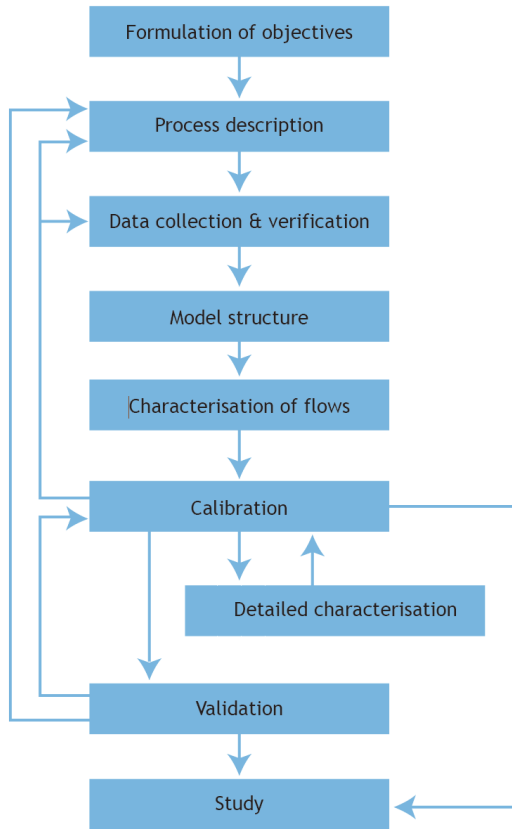 Formulation of objectives
Process description
Data collection & verification
Model structure
Characterisation of flows
Calibration
Detailed characterisation
Validation
Study